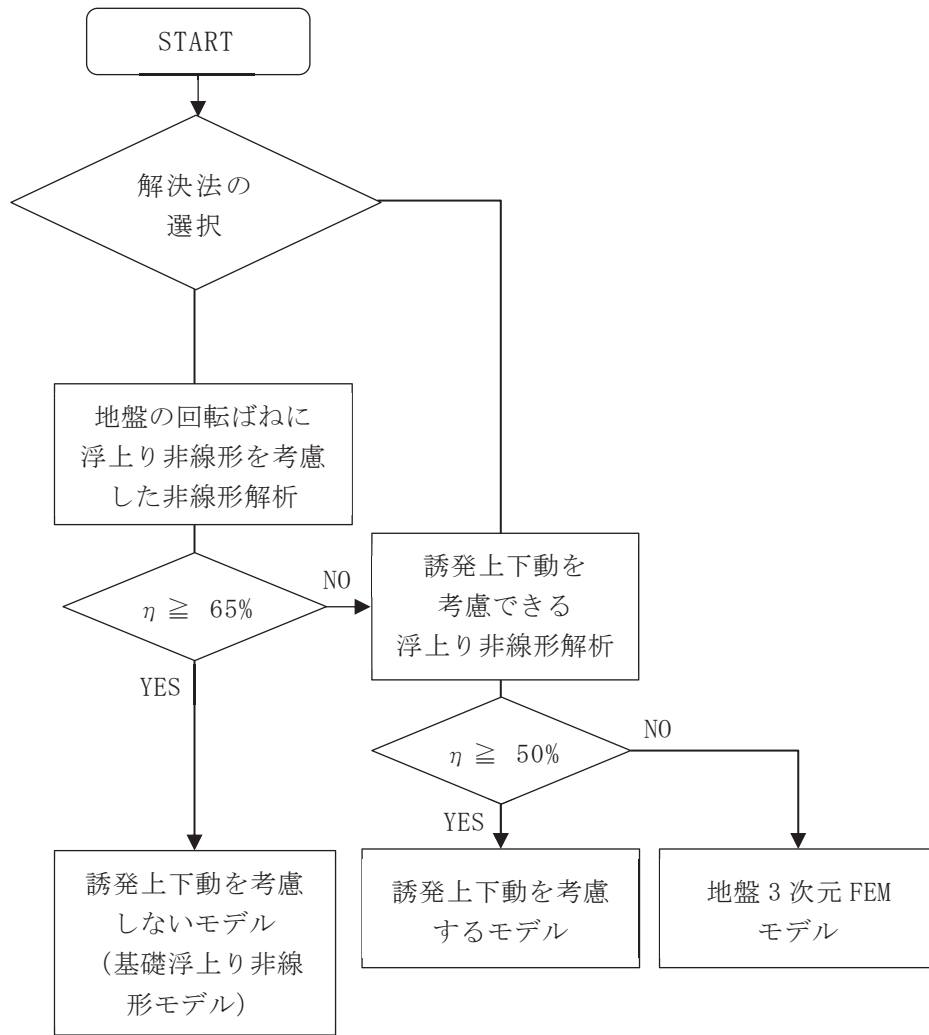 START
解決法の
選択
地盤の回転ばねに
浮上り非線形を考慮
した非線形解析
η ≧ 65%
NO
YES
誘発上下動を
考慮できる
浮上り非線形解析
η ≧ 50%
NO
YES
誘発上下動を考慮
しないモデル
（基礎浮上り非線
形モデル）
誘発上下動を考慮
するモデル
地盤 3 次元 FEM
モデル